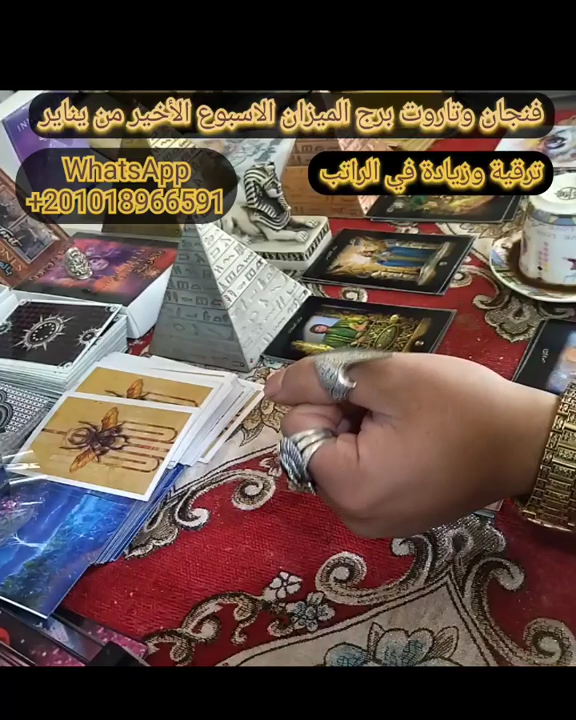 فنجان وتاروت برج الميزان الاسبوع الأخير من يناير
ترقية وزيادة في الراتب
WhatsApp
+201018966591